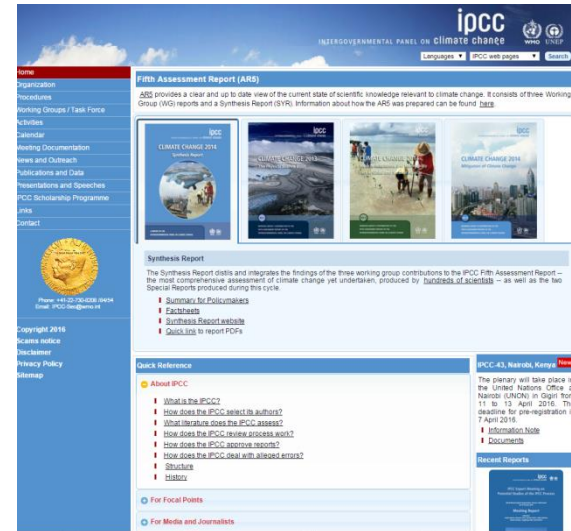 ipcc
INTERGOVERNMENTAL PANEL ON climate change
WHO UNEP
Languages IPCC web pages Search
Home
Organization
Procedures
Working Groups / Task Force
Activities
Calendar
Meeting Documentation
News and Outreach
Publications and Data
Presentations and Speeches
IPCC Scholarship Programme
Links
Contact
Copyright 2016
Scams notice
Disclaimer
Privacy Policy
Sitemap
Fifth Assessment Report (AR5)
AR5 provides a clear and up to date view of the current state of scientific knowledge relevant to climate change. It consists of three Working
Group (WG) reports and a Synthesis Report (SYR). Information about how the AR5 was prepared can be found here.
ipcc
CLIMATE CHANGE 2014
Synthesis Report
ipcc
CLIMATE CHANGE 2013
The Physical Science Basis
ipcc
CLIMATE CHANGE 2014
ipcc
CLIMATE CHANGE 2014
Mitigation of Climate Change
Synthesis Report
The Synthesis Report distils and integrates the findings of the three working group contributions to the IPCC Fifth Assessment Report –
the most comprehensive assessment of climate change yet undertaken, produced by hundreds of scientists – as well as the two
Special Reports produced during this cycle.
Summary for Policymakers
Factsheets
Synthesis Report website
Quick link to report PDFs
Quick Reference
About IPCC
What is the IPCC?
How does the IPCC select its authors?
What literature does the IPCC assess?
How does the IPCC review process work?
How does the IPCC approve reports?
How does the IPCC deal with alleged errors?
Structure
History
For Focal Points
For Media and Journalists
IPCC-43, Nairobi, Kenya New
The plenary will take place in
the United Nations Office a
Nairobi (UNON) in Gigiri from
11 to 13 April 2016. The
deadline for pre-registration i
7 April 2016.
Information Note
Documents
Recent Reports
ipcc
Meeting Report